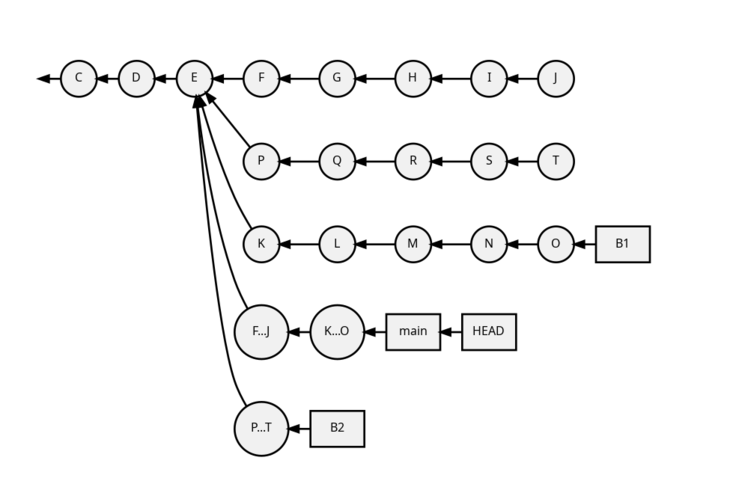 C D E F G H I J
P Q R S T
K L M N O B1
F...J K...O main HEAD
P...T B2